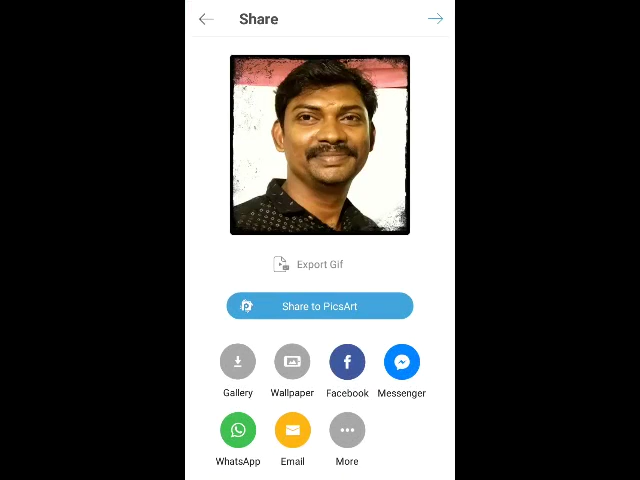 Share
Export Gif
Share to PicsArt
Gallery Wallpaper Facebook Messenger
WhatsApp Email More